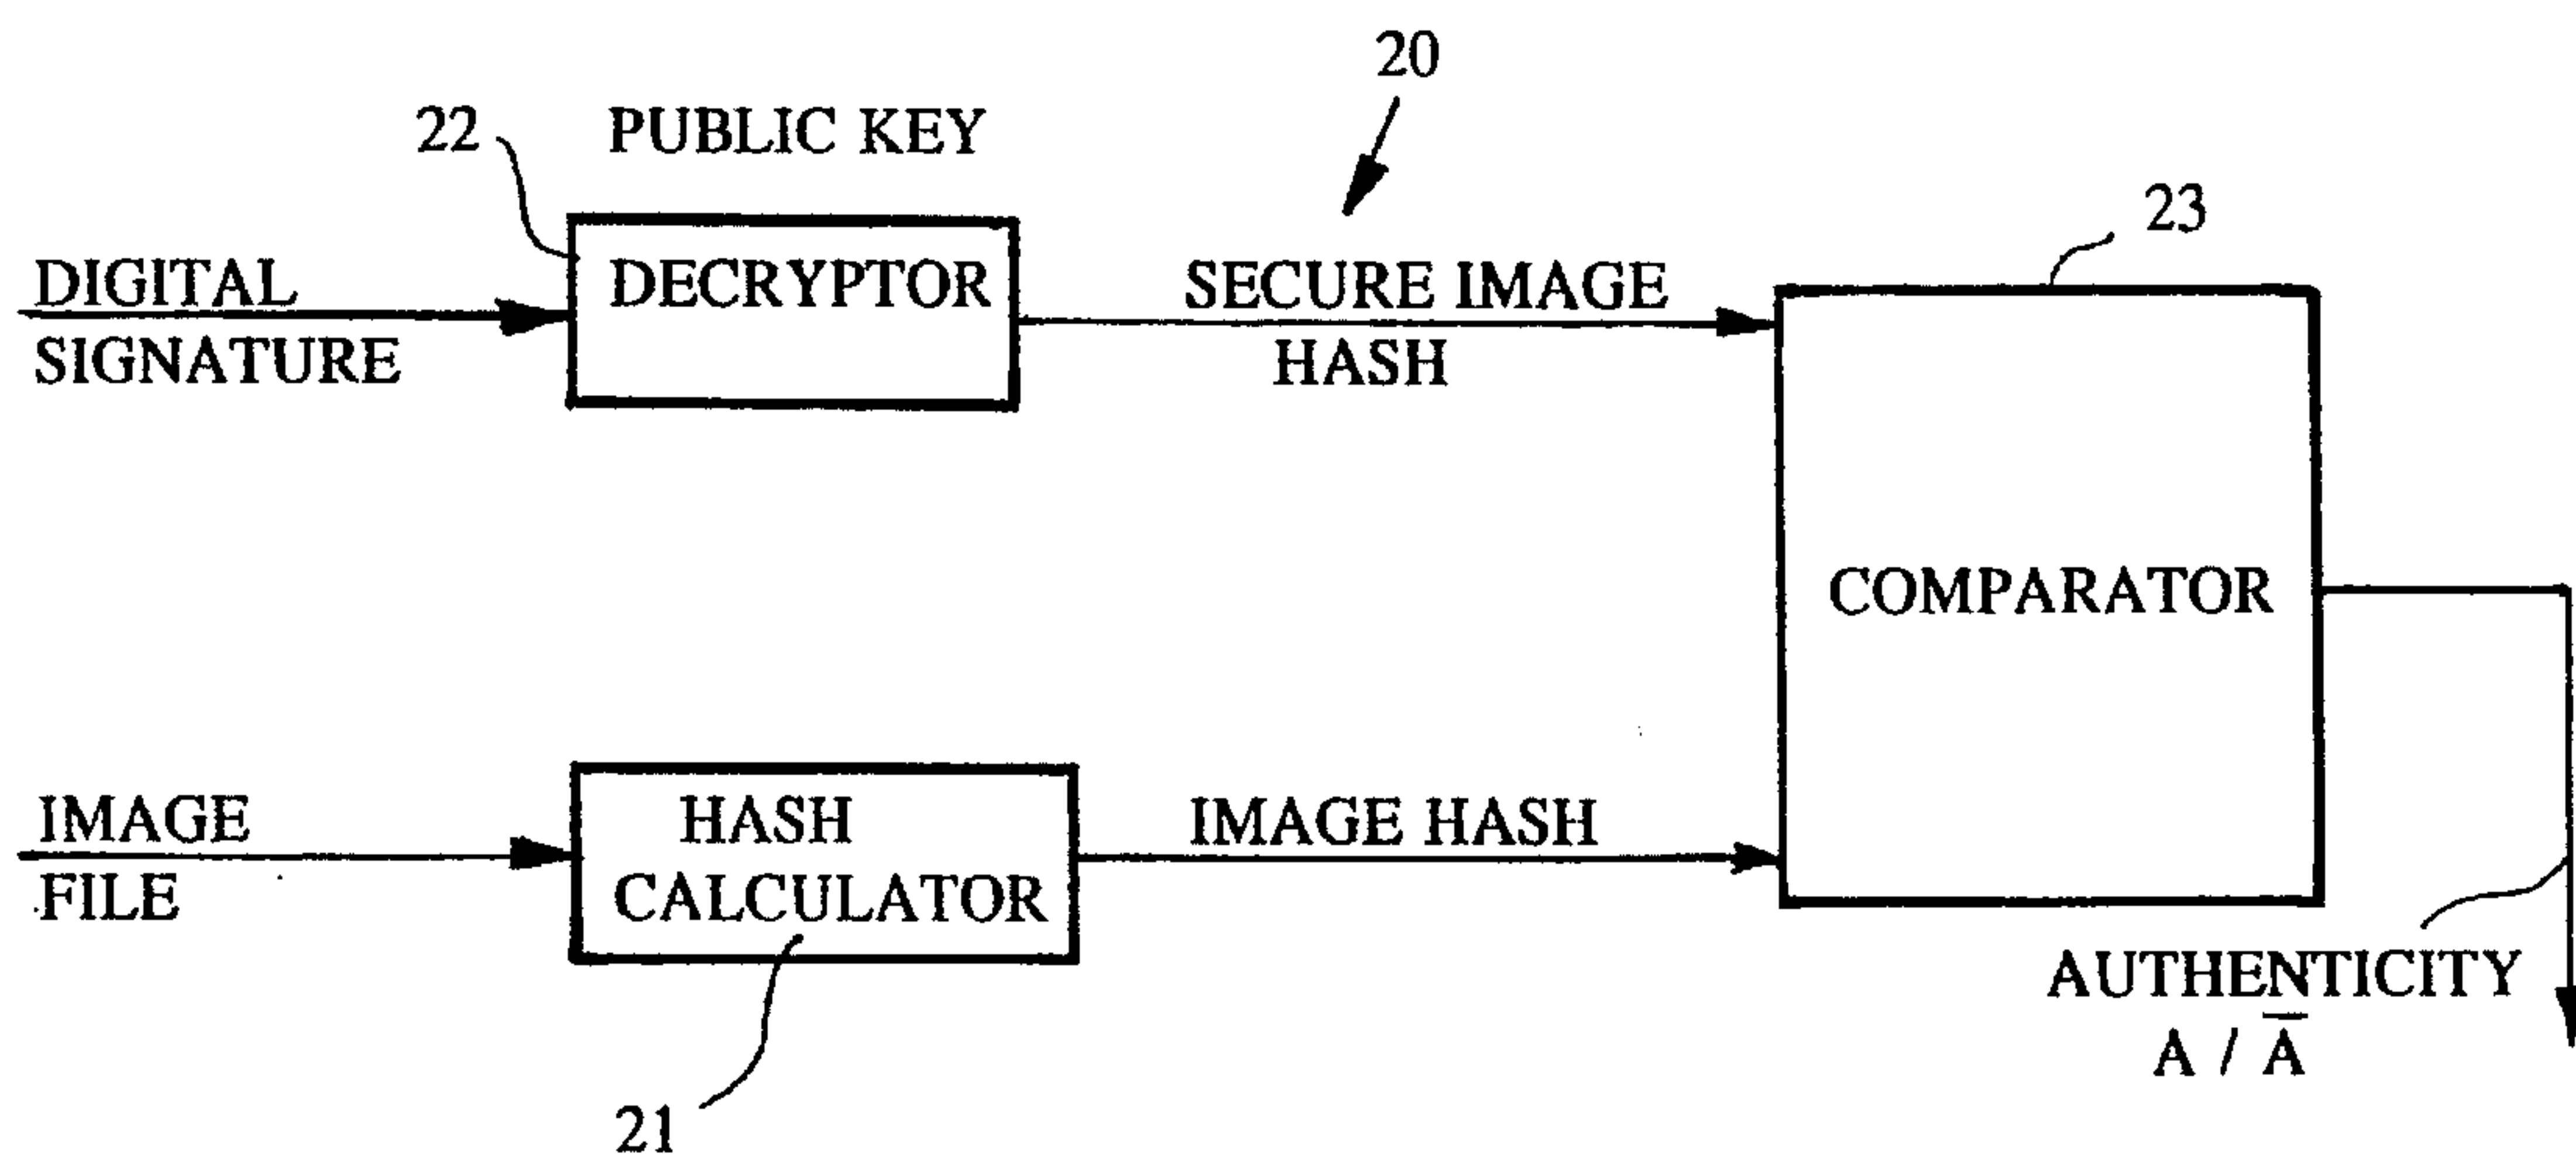 20
22
PUBLIC KEY
23
DIGITAL
SIGNATURE
DECRYPTOR
SECURE IMAGE
HASH
COMPARATOR
IMAGE
FILE
HASH
CALCULATOR
IMAGE HASH
AUTHENTICITY
A / A̅
21